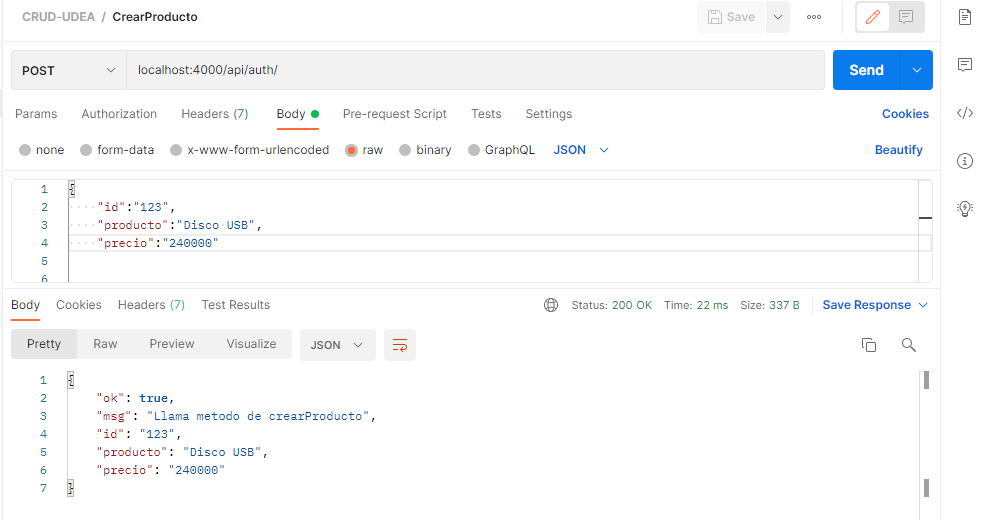 CRUD-UDEA / CrearProducto
Save
POST
localhost:4000/api/auth/
Send
Params Authorization Headers (7) Body Pre-request Script Tests Settings Cookies
none form-data x-www-form-urlencoded raw binary GraphQL JSON Beautify
1 {
2 "id":"123",
3 "producto":"Disco USB",
4 "precio":"240000"
5
6
Body Cookies Headers (7) Test Results Status: 200 OK Time: 22 ms Size: 337 B Save Response
Pretty Raw Preview Visualize JSON
1 {
2 "ok": true,
3 "msg": "Llama metodo de crearProducto",
4 "id": "123",
5 "producto": "Disco USB",
6 "precio": "240000"
7 }